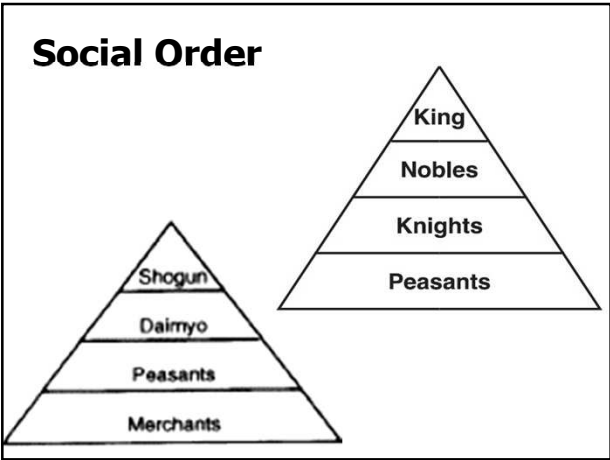 Social Order
King
Nobles
Knights
Peasants
Shogun
Daimyo
Peasants
Merchants